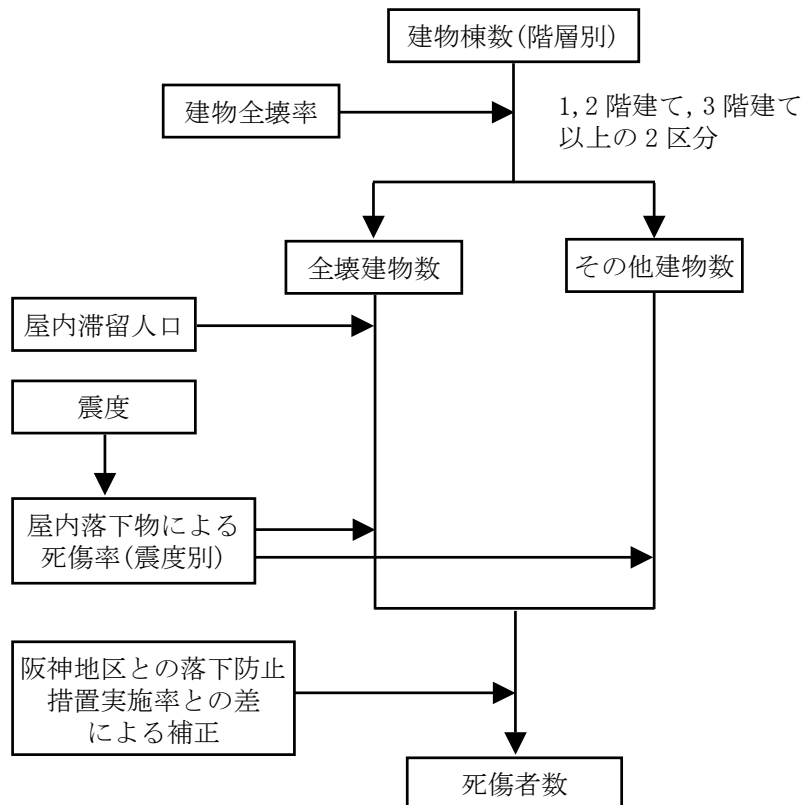 建物棟数(階層別)
建物全壊率
1,2 階建て,3 階建て
以上の 2 区分
全壊建物数
その他建物数
屋内滞留人口
震度
屋内落下物による
死傷率(震度別)
阪神地区との落下防止
措置実施率との差
による補正
死傷者数